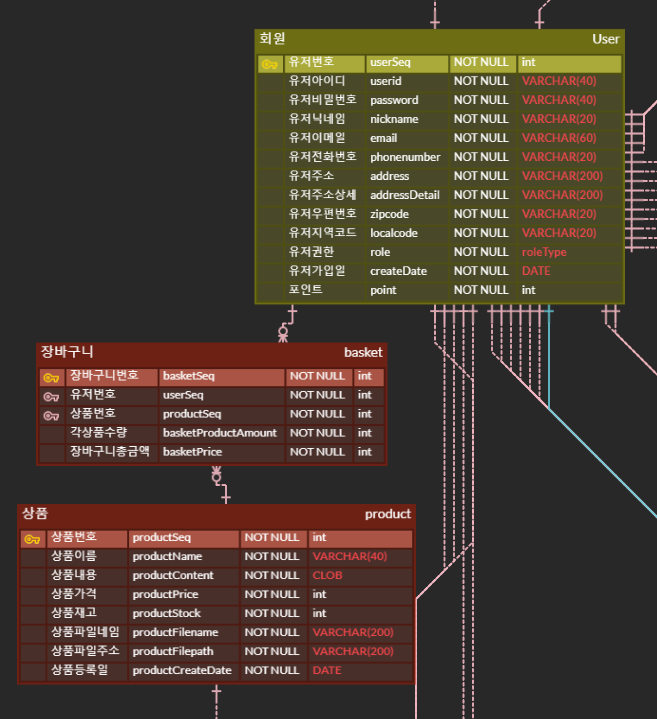 회원 User
유저번호 userSeq NOT NULL int
유저아이디 userid NOT NULL VARCHAR(40)
유저비밀번호 password NOT NULL VARCHAR(40)
유저닉네임 nickname NOT NULL VARCHAR(20)
유저이메일 email NOT NULL VARCHAR(60)
유저전화번호 phonenumber NOT NULL VARCHAR(20)
유저주소 address NOT NULL VARCHAR(200)
유저주소상세 addressDetail NOT NULL VARCHAR(200)
유저우편번호 zipcode NOT NULL VARCHAR(20)
유저지역코드 localcode NOT NULL VARCHAR(20)
유저권한 role NOT NULL roleType
유저가입일 createDate NOT NULL DATE
포인트 point NOT NULL int
장바구니 basket
장바구니번호 basketSeq NOT NULL int
유저번호 userSeq NOT NULL int
상품번호 productSeq NOT NULL int
각상품수량 basketProductAmount NOT NULL int
장바구니총금액 basketPrice NOT NULL int
상품 product
상품번호 productSeq NOT NULL int
상품이름 productName NOT NULL VARCHAR(40)
상품내용 productContent NOT NULL CLOB
상품가격 productPrice NOT NULL int
상품재고 productStock NOT NULL int
상품파일네임 productFilename NOT NULL VARCHAR(200)
상품파일주소 productFilepath NOT NULL VARCHAR(200)
상품등록일 productCreateDate NOT NULL DATE